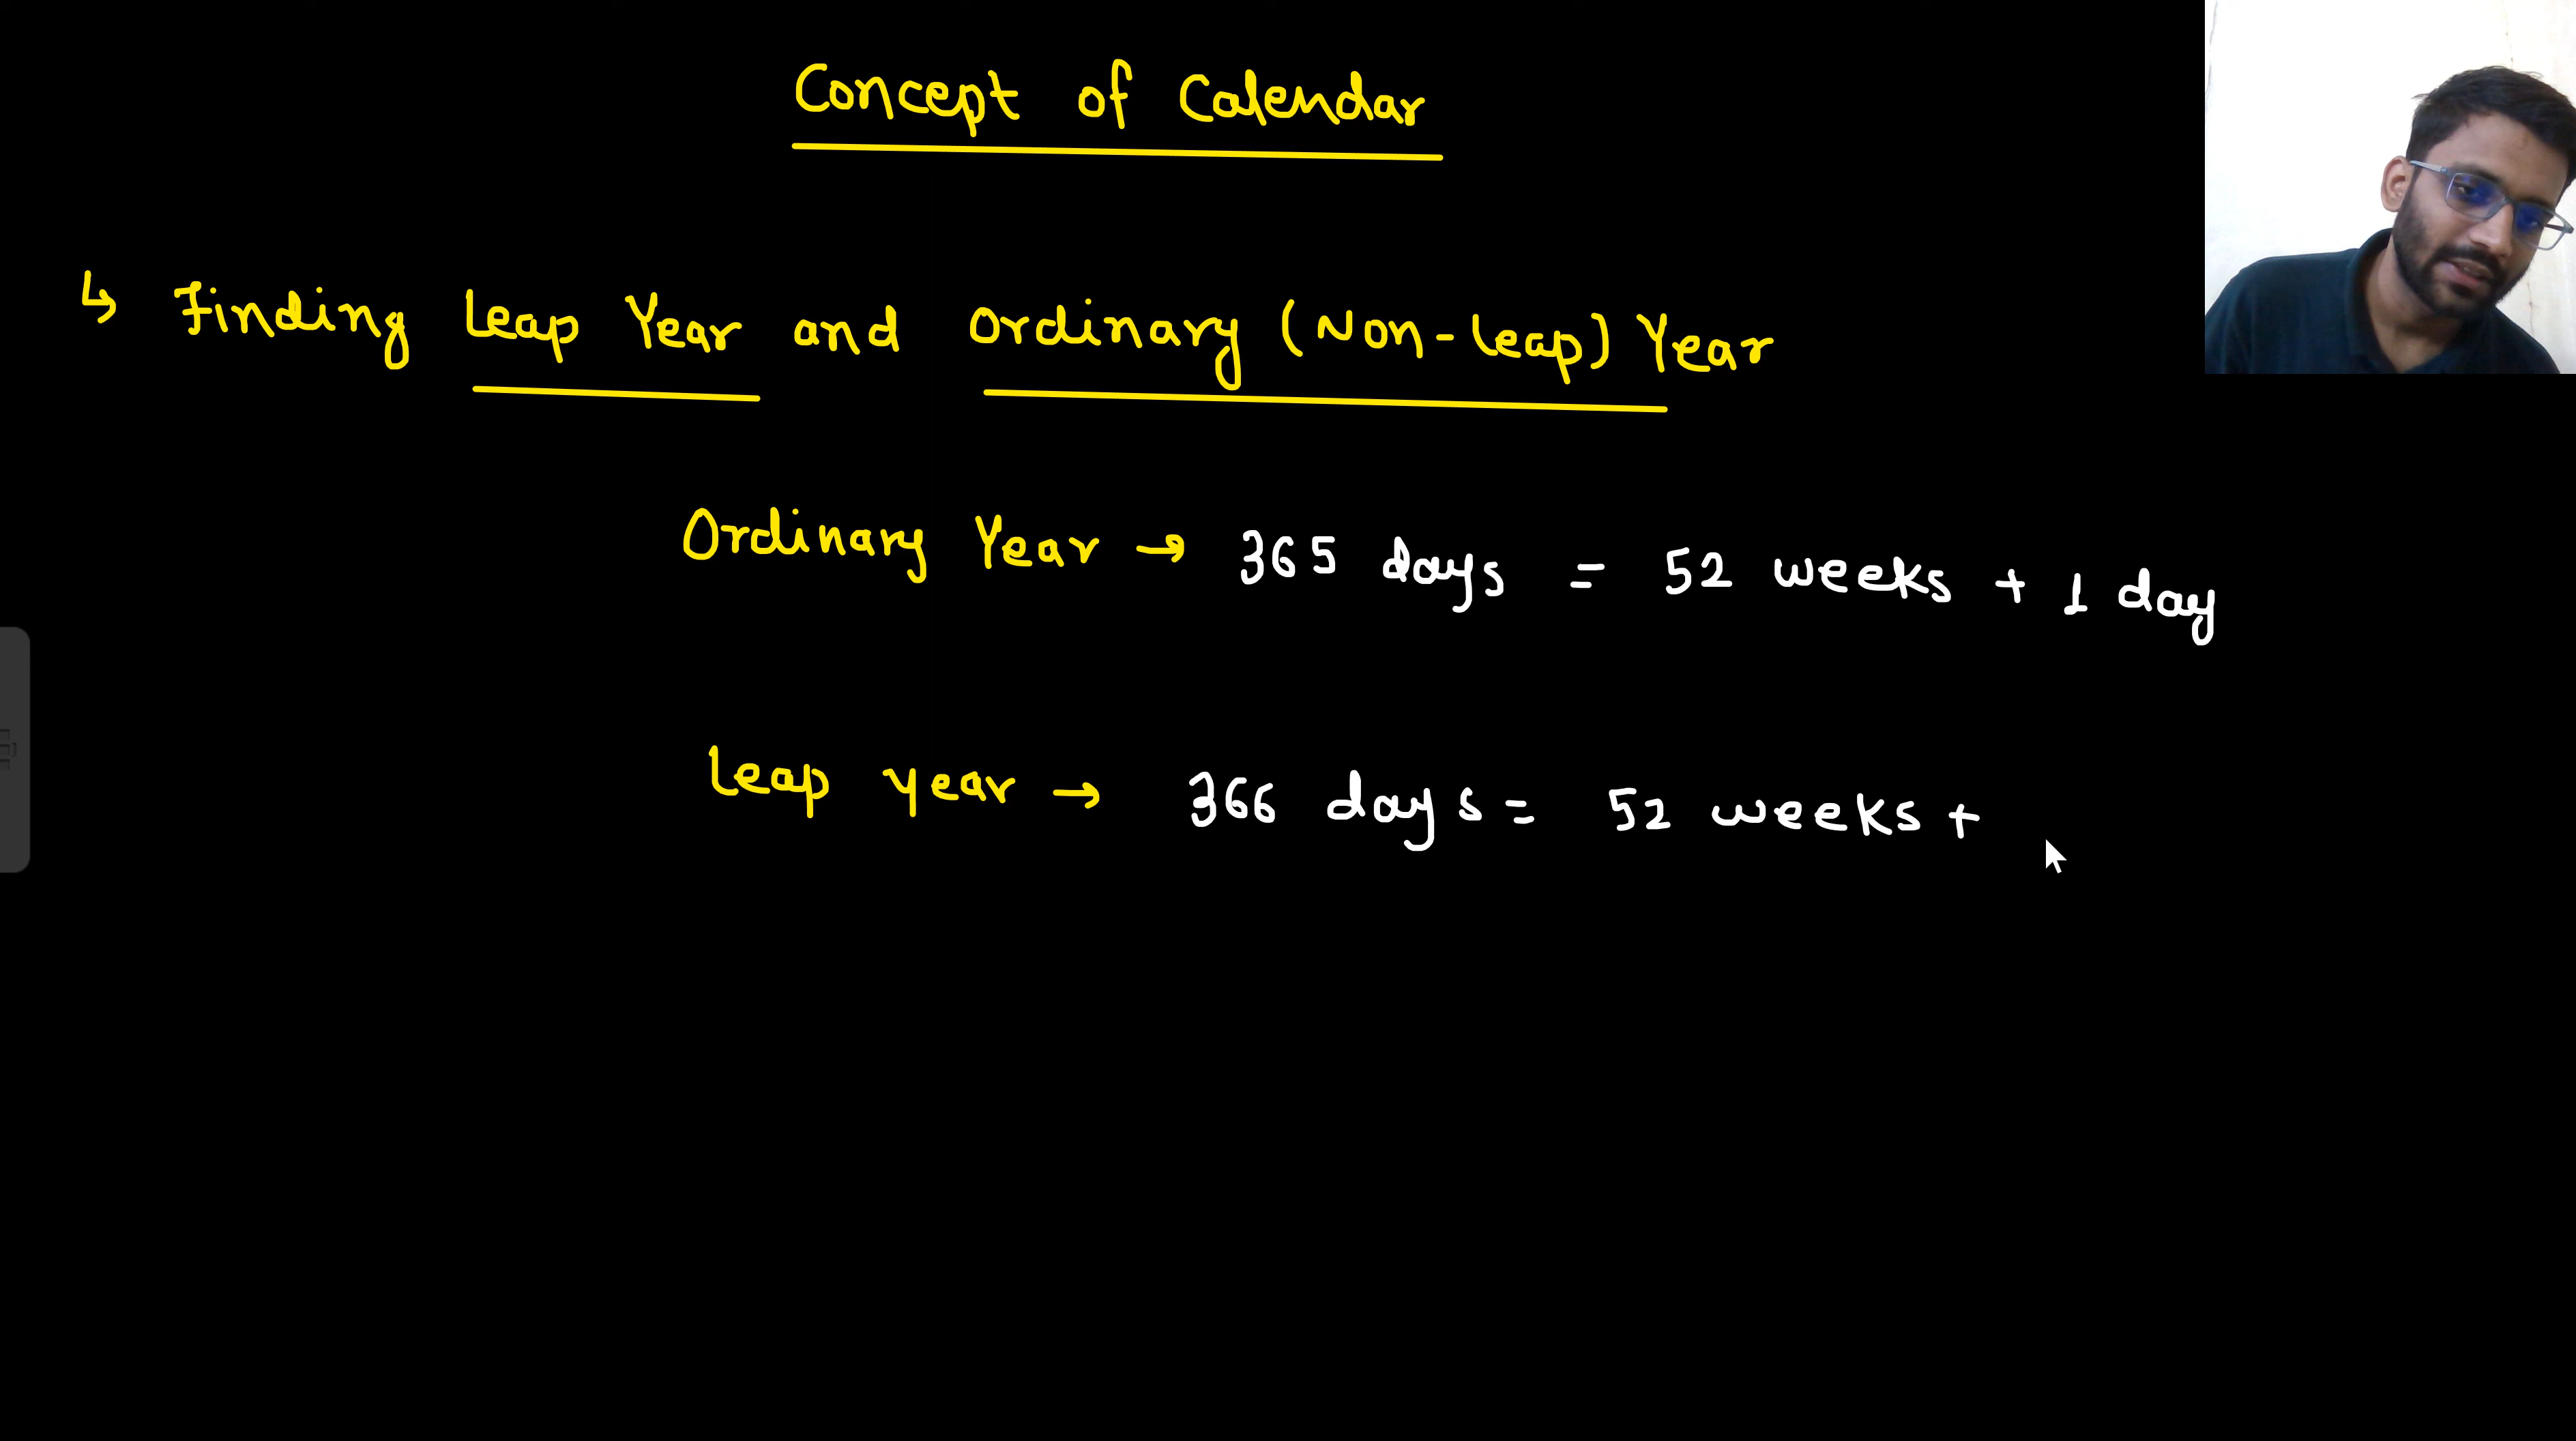 Concept of Calendar
↳ Finding Leap Year and Ordinary (Non-Leap) Year
Ordinary Year → 365 days = 52 weeks + 1 day
Leap year → 366 days = 52 weeks +